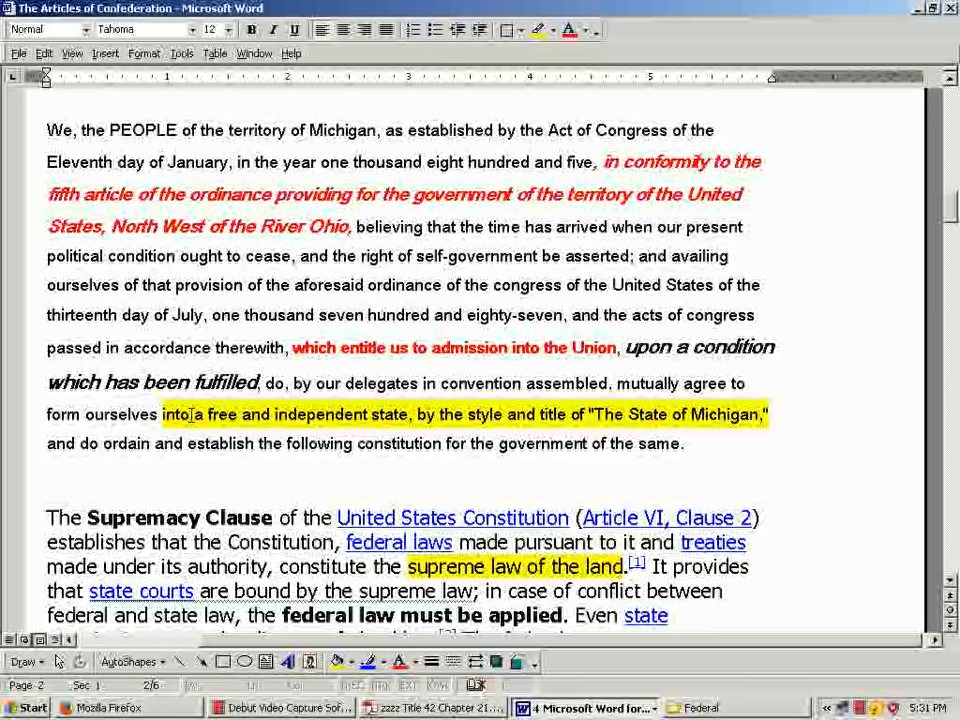 The Articles of Confederation - Microsoft Word
Normal Tahoma 12 B I U
File Edit View Insert Format Tools Table Window Help
1 2 3 4 5
We, the PEOPLE of the territory of Michigan, as established by the Act of Congress of the
Eleventh day of January, in the year one thousand eight hundred and five, in conformity to the
fifth article of the ordinance providing for the government of the territory of the United
States, North West of the River Ohio, believing that the time has arrived when our present
political condition ought to cease, and the right of self-government be asserted; and availing
ourselves of that provision of the aforesaid ordinance of the congress of the United States of the
thirteenth day of July, one thousand seven hundred and eighty-seven, and the acts of congress
passed in accordance therewith, which entitle us to admission into the Union, upon a condition
which has been fulfilled, do, by our delegates in convention assembled, mutually agree to
form ourselves into a free and independent state, by the style and title of "The State of Michigan,"
and do ordain and establish the following constitution for the government of the same.
The Supremacy Clause of the United States Constitution (Article VI, Clause 2)
establishes that the Constitution, federal laws made pursuant to it and treaties
made under its authority, constitute the supreme law of the land.[1] It provides
that state courts are bound by the supreme law; in case of conflict between
federal and state law, the federal law must be applied. Even state
Draw AutoShapes
Page 2 Sec 1 2/6
Start Mozilla Firefox Debut Video Capture Sof... zzzz Title 42 Chapter 21.... 4 Microsoft Word for... Federal 5:31 PM